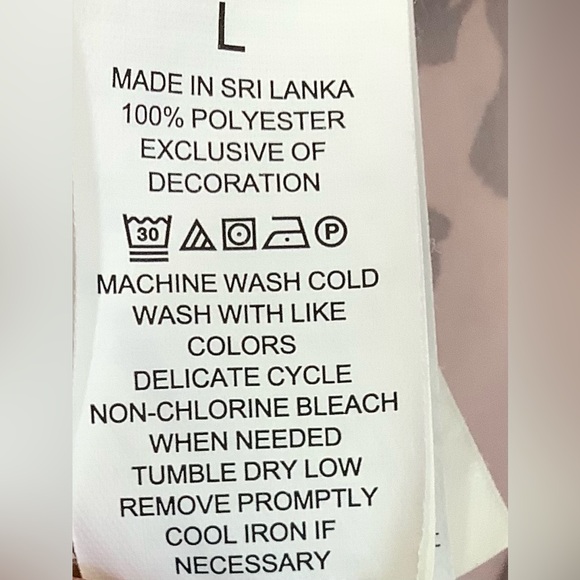 L
MADE IN SRI LANKA
100% POLYESTER
EXCLUSIVE OF
DECORATION
30 P
MACHINE WASH COLD
WASH WITH LIKE
COLORS
DELICATE CYCLE
NON-CHLORINE BLEACH
WHEN NEEDED
TUMBLE DRY LOW
REMOVE PROMPTLY
COOL IRON IF
NECESSARY